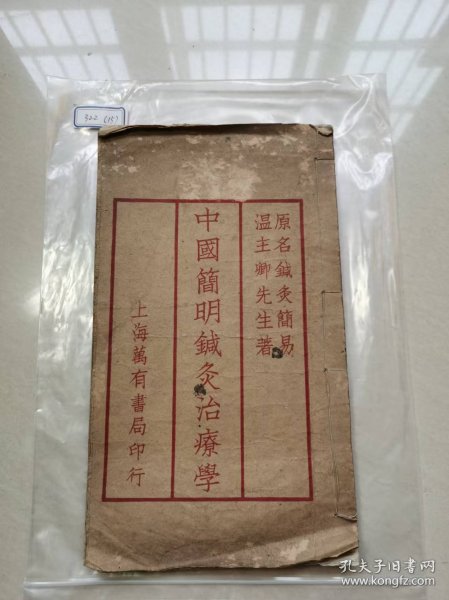 322 (15)
原名鍼灸簡易
温主卿先生著
中國簡明鍼灸治療學
上海萬有書局印行
孔夫子旧书网
www.kongfz.com